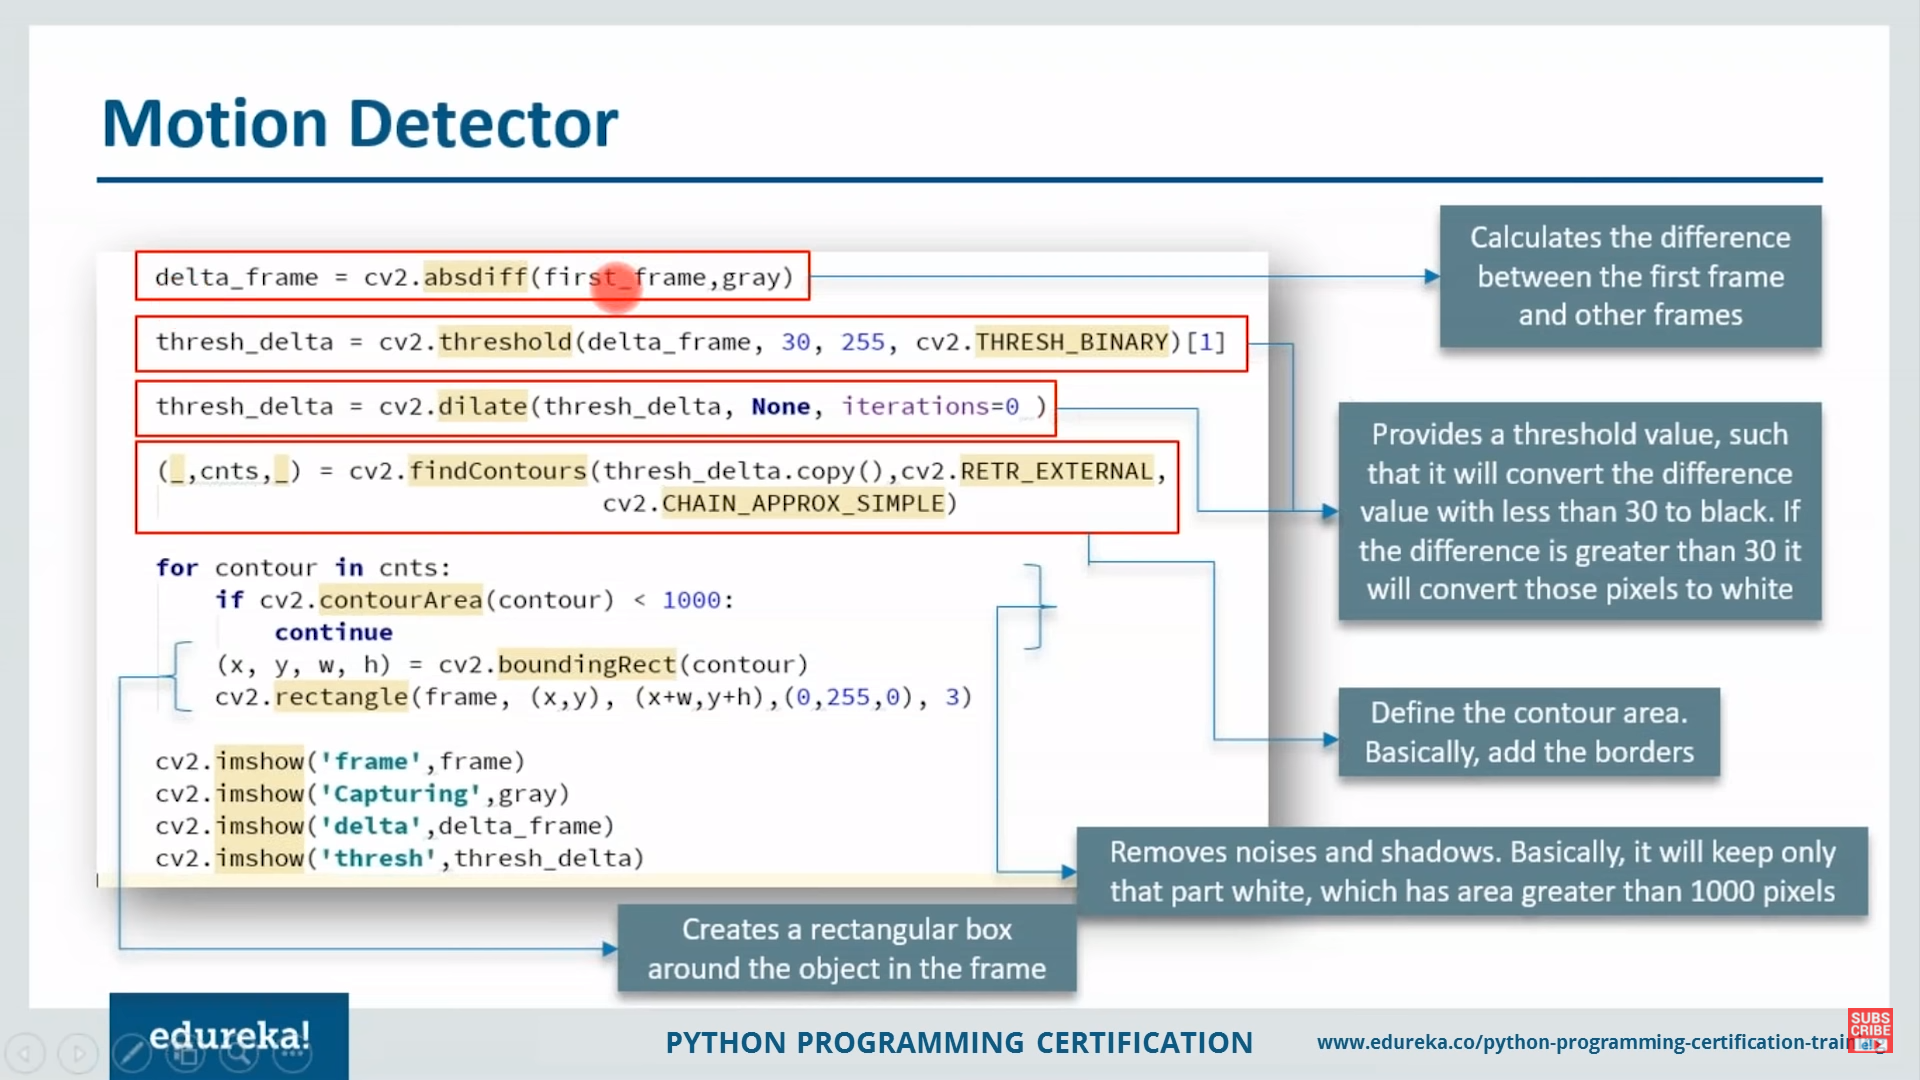 Motion Detector
delta_frame = cv2.absdiff(first_frame,gray)
thresh_delta = cv2.threshold(delta_frame, 30, 255, cv2.THRESH_BINARY)[1]
thresh_delta = cv2.dilate(thresh_delta, None, iterations=0 )
(_,cnts,_) = cv2.findContours(thresh_delta.copy(),cv2.RETR_EXTERNAL,
cv2.CHAIN_APPROX_SIMPLE)
for contour in cnts:
if cv2.contourArea(contour) < 1000:
continue
(x, y, w, h) = cv2.boundingRect(contour)
cv2.rectangle(frame, (x,y), (x+w,y+h),(0,255,0), 3)
cv2.imshow('frame',frame)
cv2.imshow('Capturing',gray)
cv2.imshow('delta',delta_frame)
cv2.imshow('thresh',thresh_delta)
Calculates the difference
between the first frame
and other frames
Provides a threshold value, such
that it will convert the difference
value with less than 30 to black. If
the difference is greater than 30 it
will convert those pixels to white
Define the contour area.
Basically, add the borders
Removes noises and shadows. Basically, it will keep only
that part white, which has area greater than 1000 pixels
Creates a rectangular box
around the object in the frame
edureka!
PYTHON PROGRAMMING CERTIFICATION
www.edureka.co/python-programming-certification-train
SUBS
CRIBE